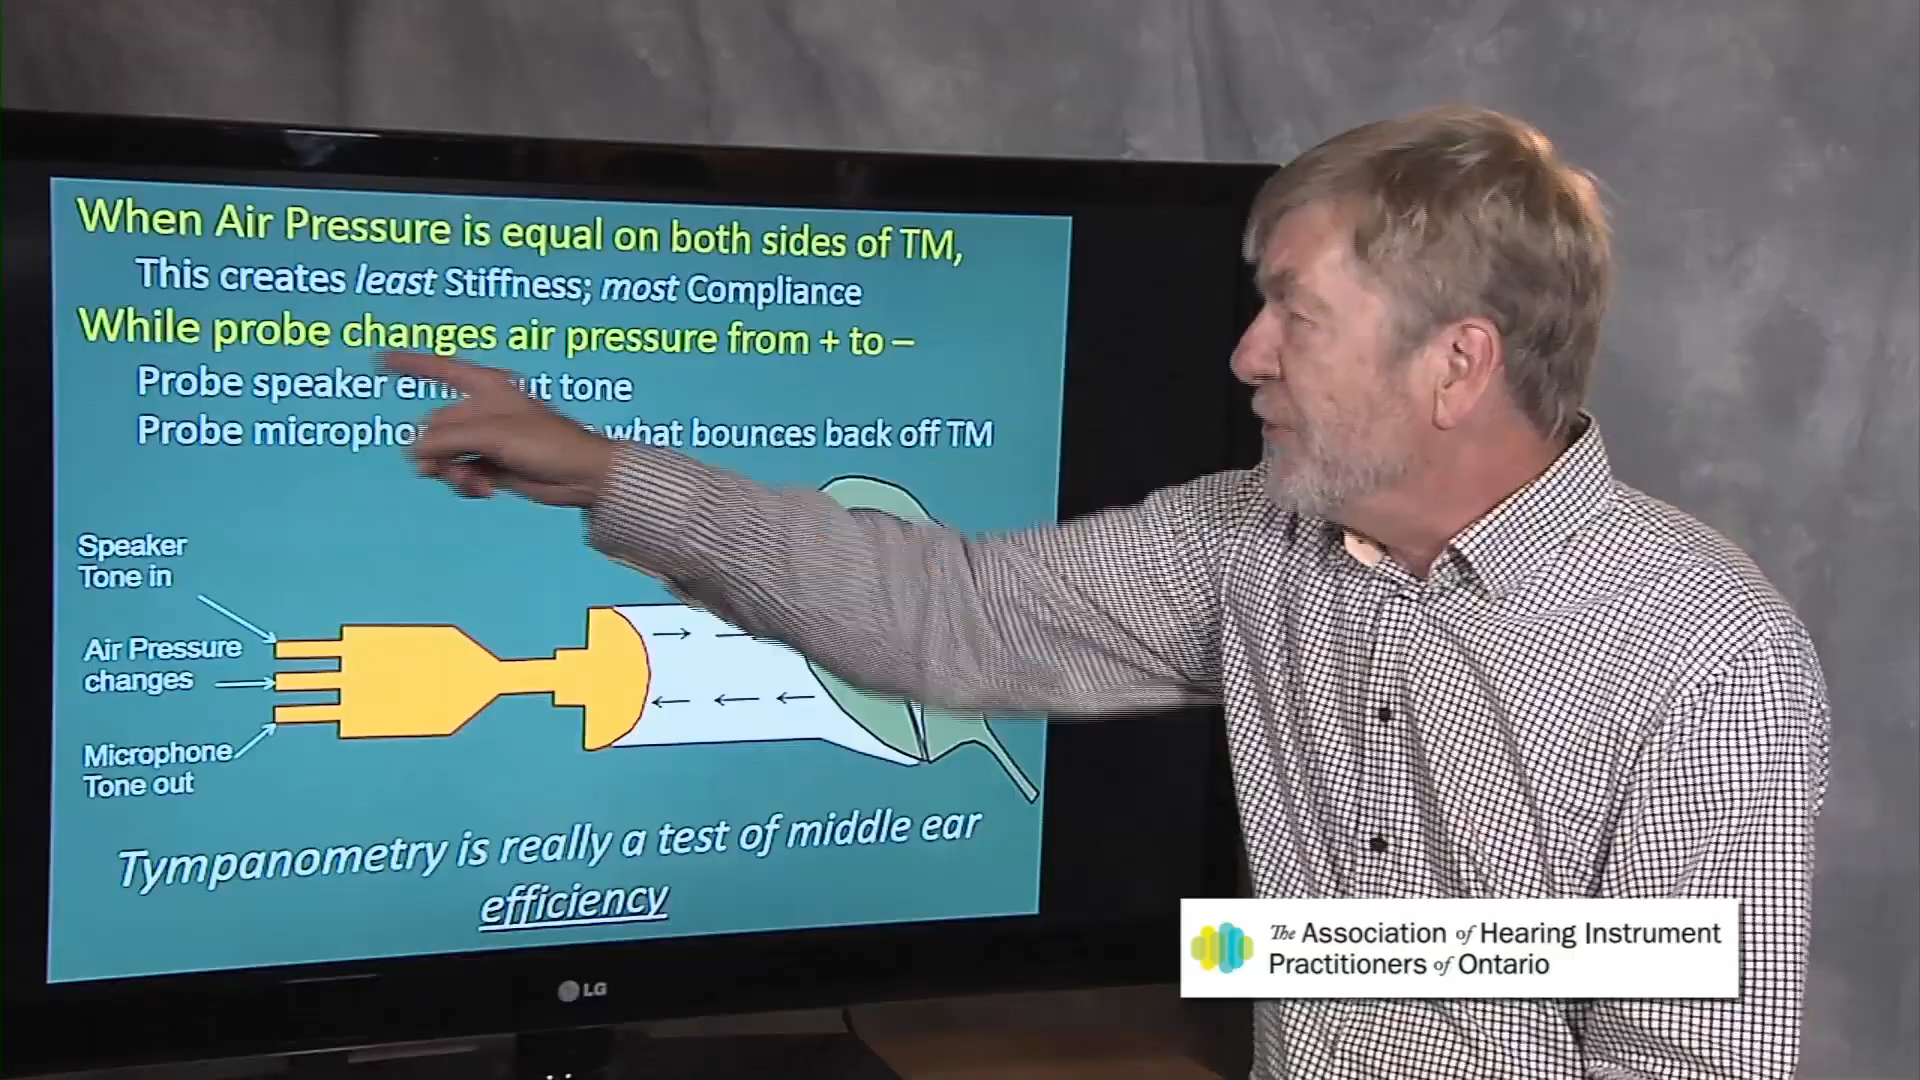 When Air Pressure is equal on both sides of TM,
This creates least Stiffness; most Compliance
While probe changes air pressure from + to –
Probe speaker tone
Probe what bounces back off TM
Speaker
Tone in
Air Pressure
changes
Microphone
Tone out
Tympanometry is really a test of middle ear
efficiency
LG
The Association of Hearing Instrument
Practitioners of Ontario